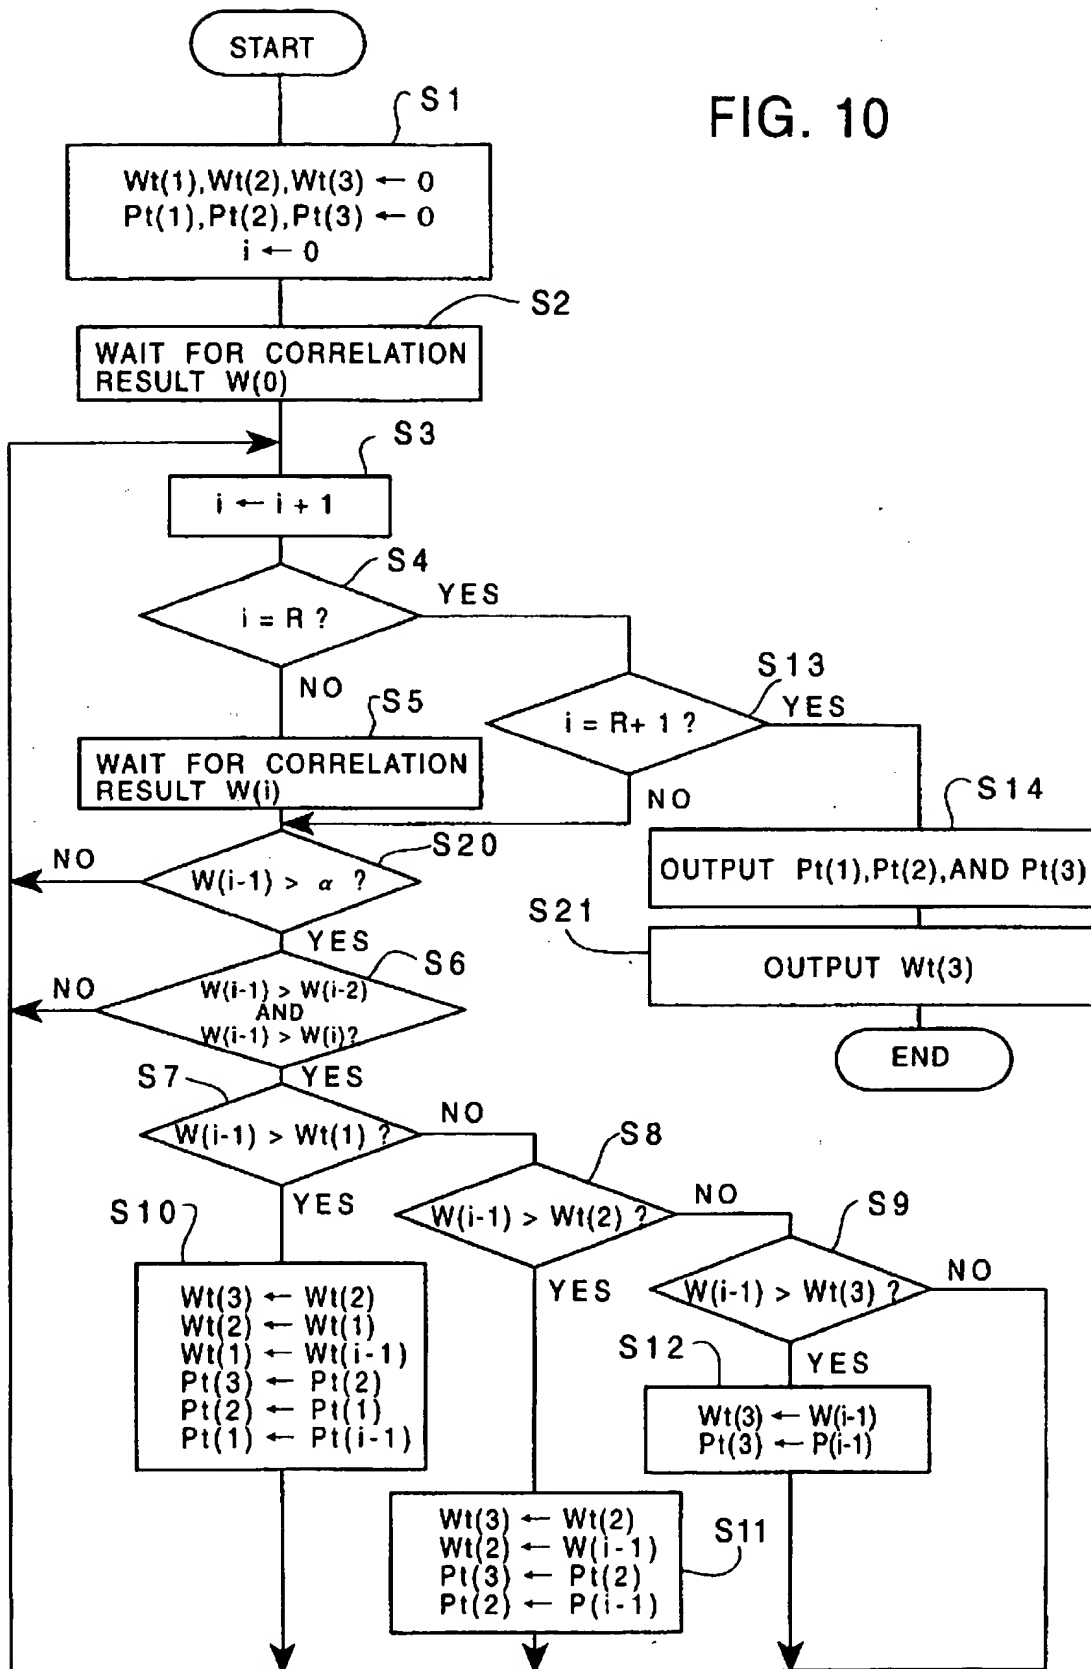 START
FIG. 10
S1
Wt(1),Wt(2),Wt(3) ← 0
Pt(1),Pt(2),Pt(3) ← 0
i ← 0
S2
WAIT FOR CORRELATION
RESULT W(0)
S3
i ← i + 1
S4
i = R ?
YES
NO
S13
i = R+ 1 ?
YES
NO
S5
WAIT FOR CORRELATION
RESULT W(i)
S14
OUTPUT Pt(1),Pt(2),AND Pt(3)
S20
NO
W(i-1) > α ?
YES
S21
OUTPUT Wt(3)
END
S6
NO
W(i-1) > W(i-2)
AND
W(i-1) > W(i)?
YES
S7
W(i-1) > Wt(1) ?
NO
YES
S8
W(i-1) > Wt(2) ?
NO
YES
S9
W(i-1) > Wt(3) ?
NO
YES
S10
Wt(3) ← Wt(2)
Wt(2) ← Wt(1)
Wt(1) ← Wt(i-1)
Pt(3) ← Pt(2)
Pt(2) ← Pt(1)
Pt(1) ← Pt(i-1)
S12
Wt(3) ← W(i-1)
Pt(3) ← P(i-1)
S11
Wt(3) ← Wt(2)
Wt(2) ← W(i-1)
Pt(3) ← Pt(2)
Pt(2) ← P(i-1)